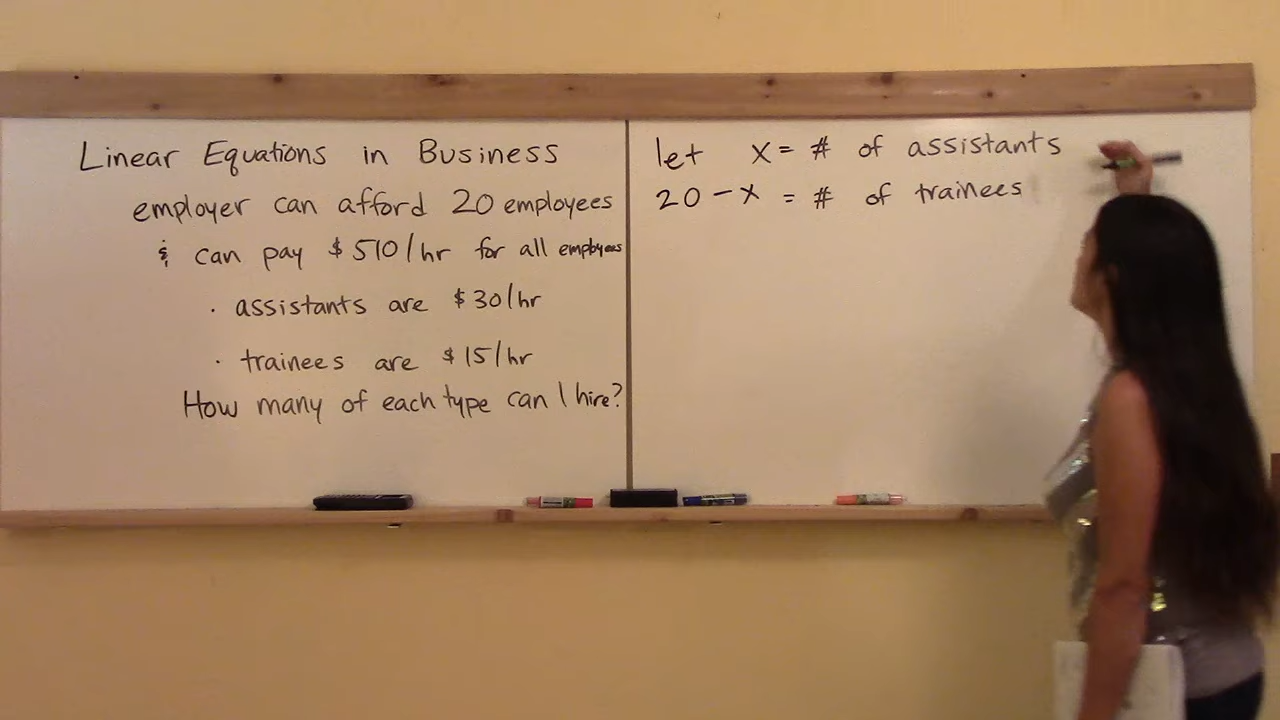 Linear Equations in Business
employer can afford 20 employees
& can pay $510/hr for all employees
· assistants are $30/hr
· trainees are $15/hr
How many of each type can I hire?
let x = # of assistants
20 - x = # of trainees